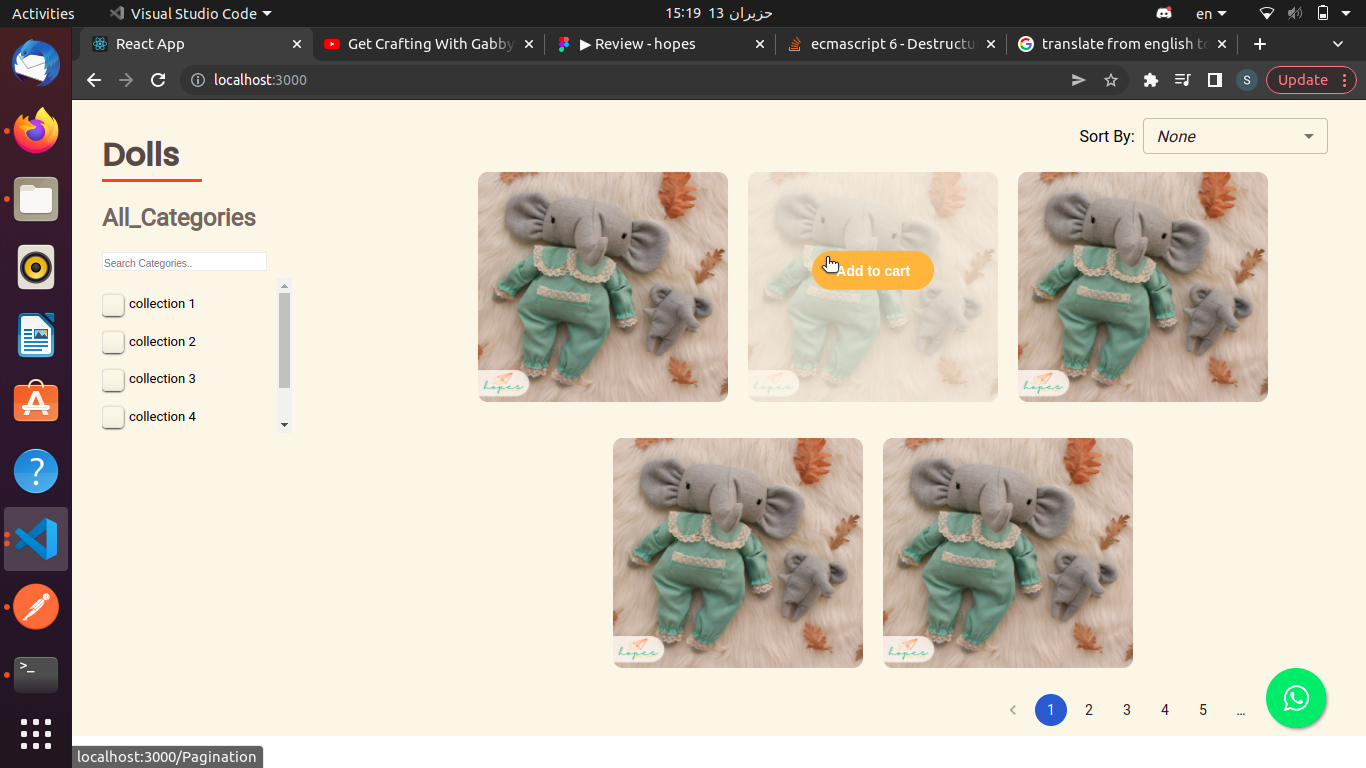 Activities
Visual Studio Code
15:19 13 حزيران
en
React App
Get Crafting With Gabby
▶ Review - hopes
ecmascript 6 - Destructu
translate from english to
localhost:3000
S
Update
Dolls
All_Categories
Search Categories..
collection 1
collection 2
collection 3
collection 4
Sort By:
None
hopes
Add to cart
hopes
hopes
hopes
hopes
1 2 3 4 5 ...
localhost:3000/Pagination